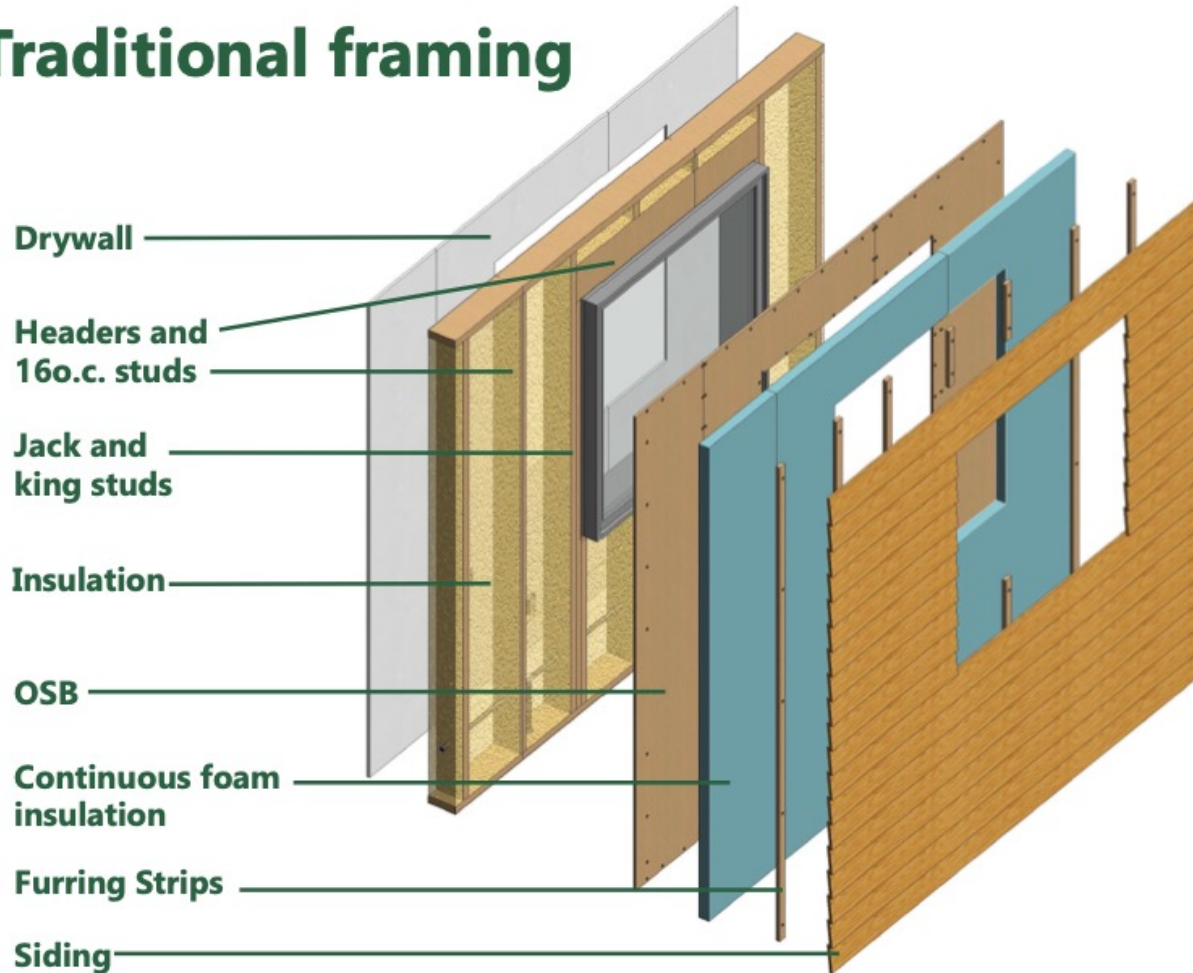 Traditional framing
Drywall
Headers and
16o.c. studs
Jack and
king studs
Insulation
OSB
Continuous foam
insulation
Furring Strips
Siding